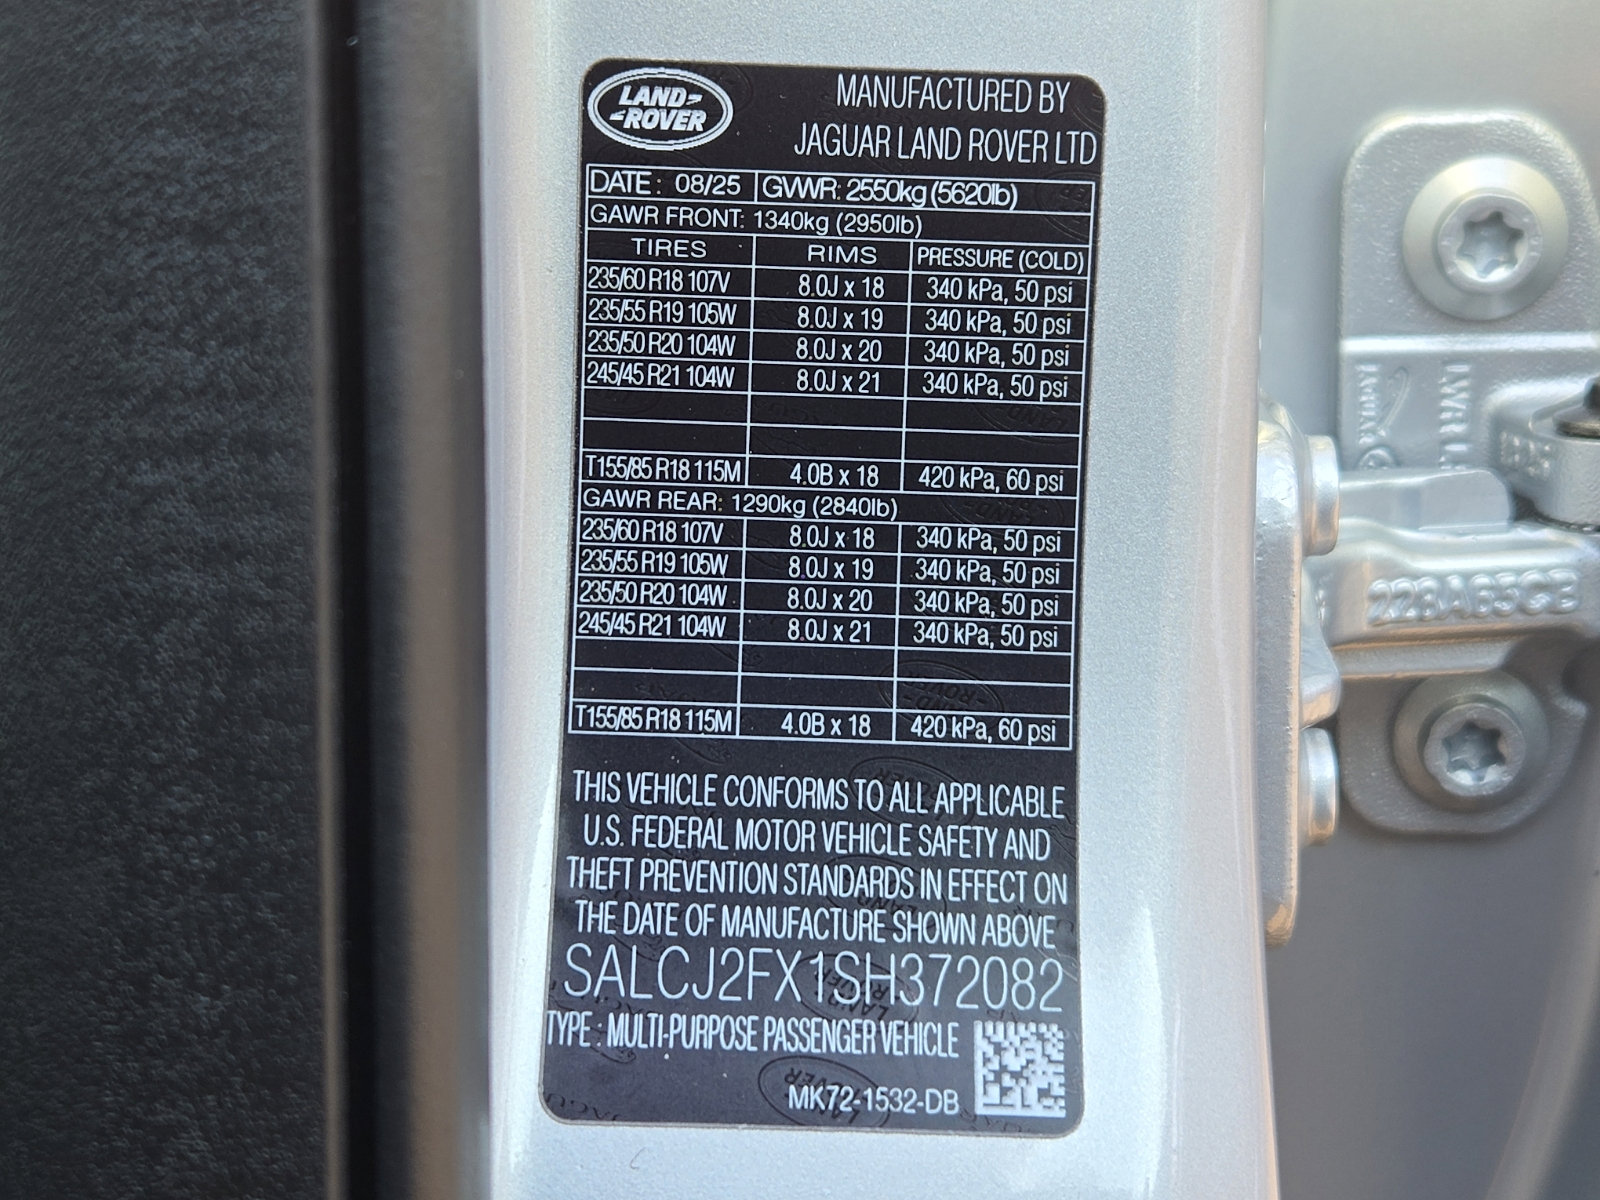 LAND
ROVER
MANUFACTURED BY
JAGUAR LAND ROVER LTD
DATE: 08/25 GVWR: 2550kg (5620lb)
GAWR FRONT: 1340kg (2950lb)
TIRES RIMS PRESSURE (COLD)
235/60 R18 107V 8.0J x 18 340 kPa, 50 psi
235/55 R19 105W 8.0J x 19 340 kPa, 50 psi
235/50 R20 104W 8.0J x 20 340 kPa, 50 psi
245/45 R21 104W 8.0J x 21 340 kPa, 50 psi
T155/85 R18 115M 4.0B x 18 420 kPa, 60 psi
GAWR REAR: 1290kg (2840lb)
235/60 R18 107V 8.0J x 18 340 kPa, 50 psi
235/55 R19 105W 8.0J x 19 340 kPa, 50 psi
235/50 R20 104W 8.0J x 20 340 kPa, 50 psi
245/45 R21 104W 8.0J x 21 340 kPa, 50 psi
T155/85 R18 115M 4.0B x 18 420 kPa, 60 psi
THIS VEHICLE CONFORMS TO ALL APPLICABLE
U.S. FEDERAL MOTOR VEHICLE SAFETY AND
THEFT PREVENTION STANDARDS IN EFFECT ON
THE DATE OF MANUFACTURE SHOWN ABOVE
SALCJ2FX1SH372082
TYPE : MULTI-PURPOSE PASSENGER VEHICLE
MK72-1532-DB